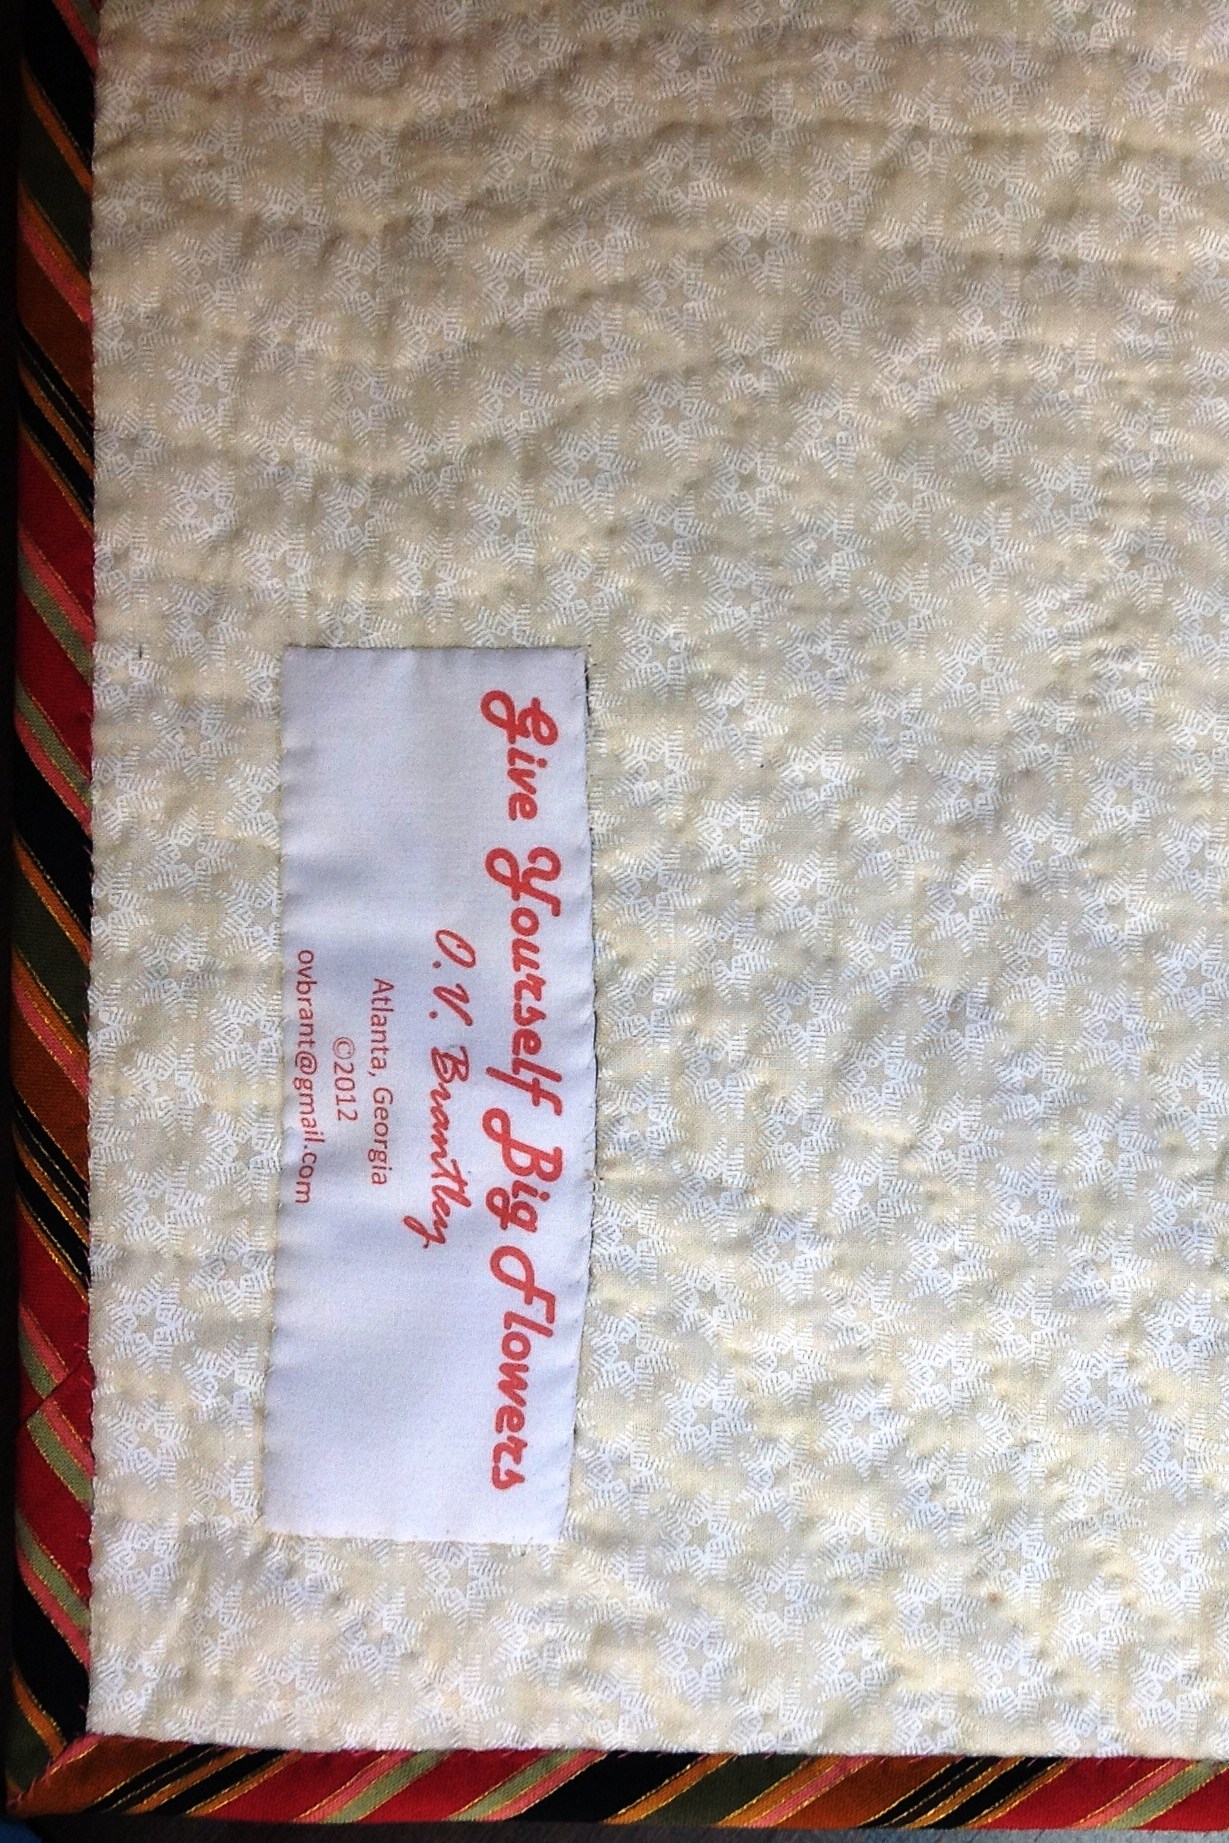 Give Yourself Big Flowers
O.V. Brantley
Atlanta, Georgia
©2012
ovbrant@gmail.com